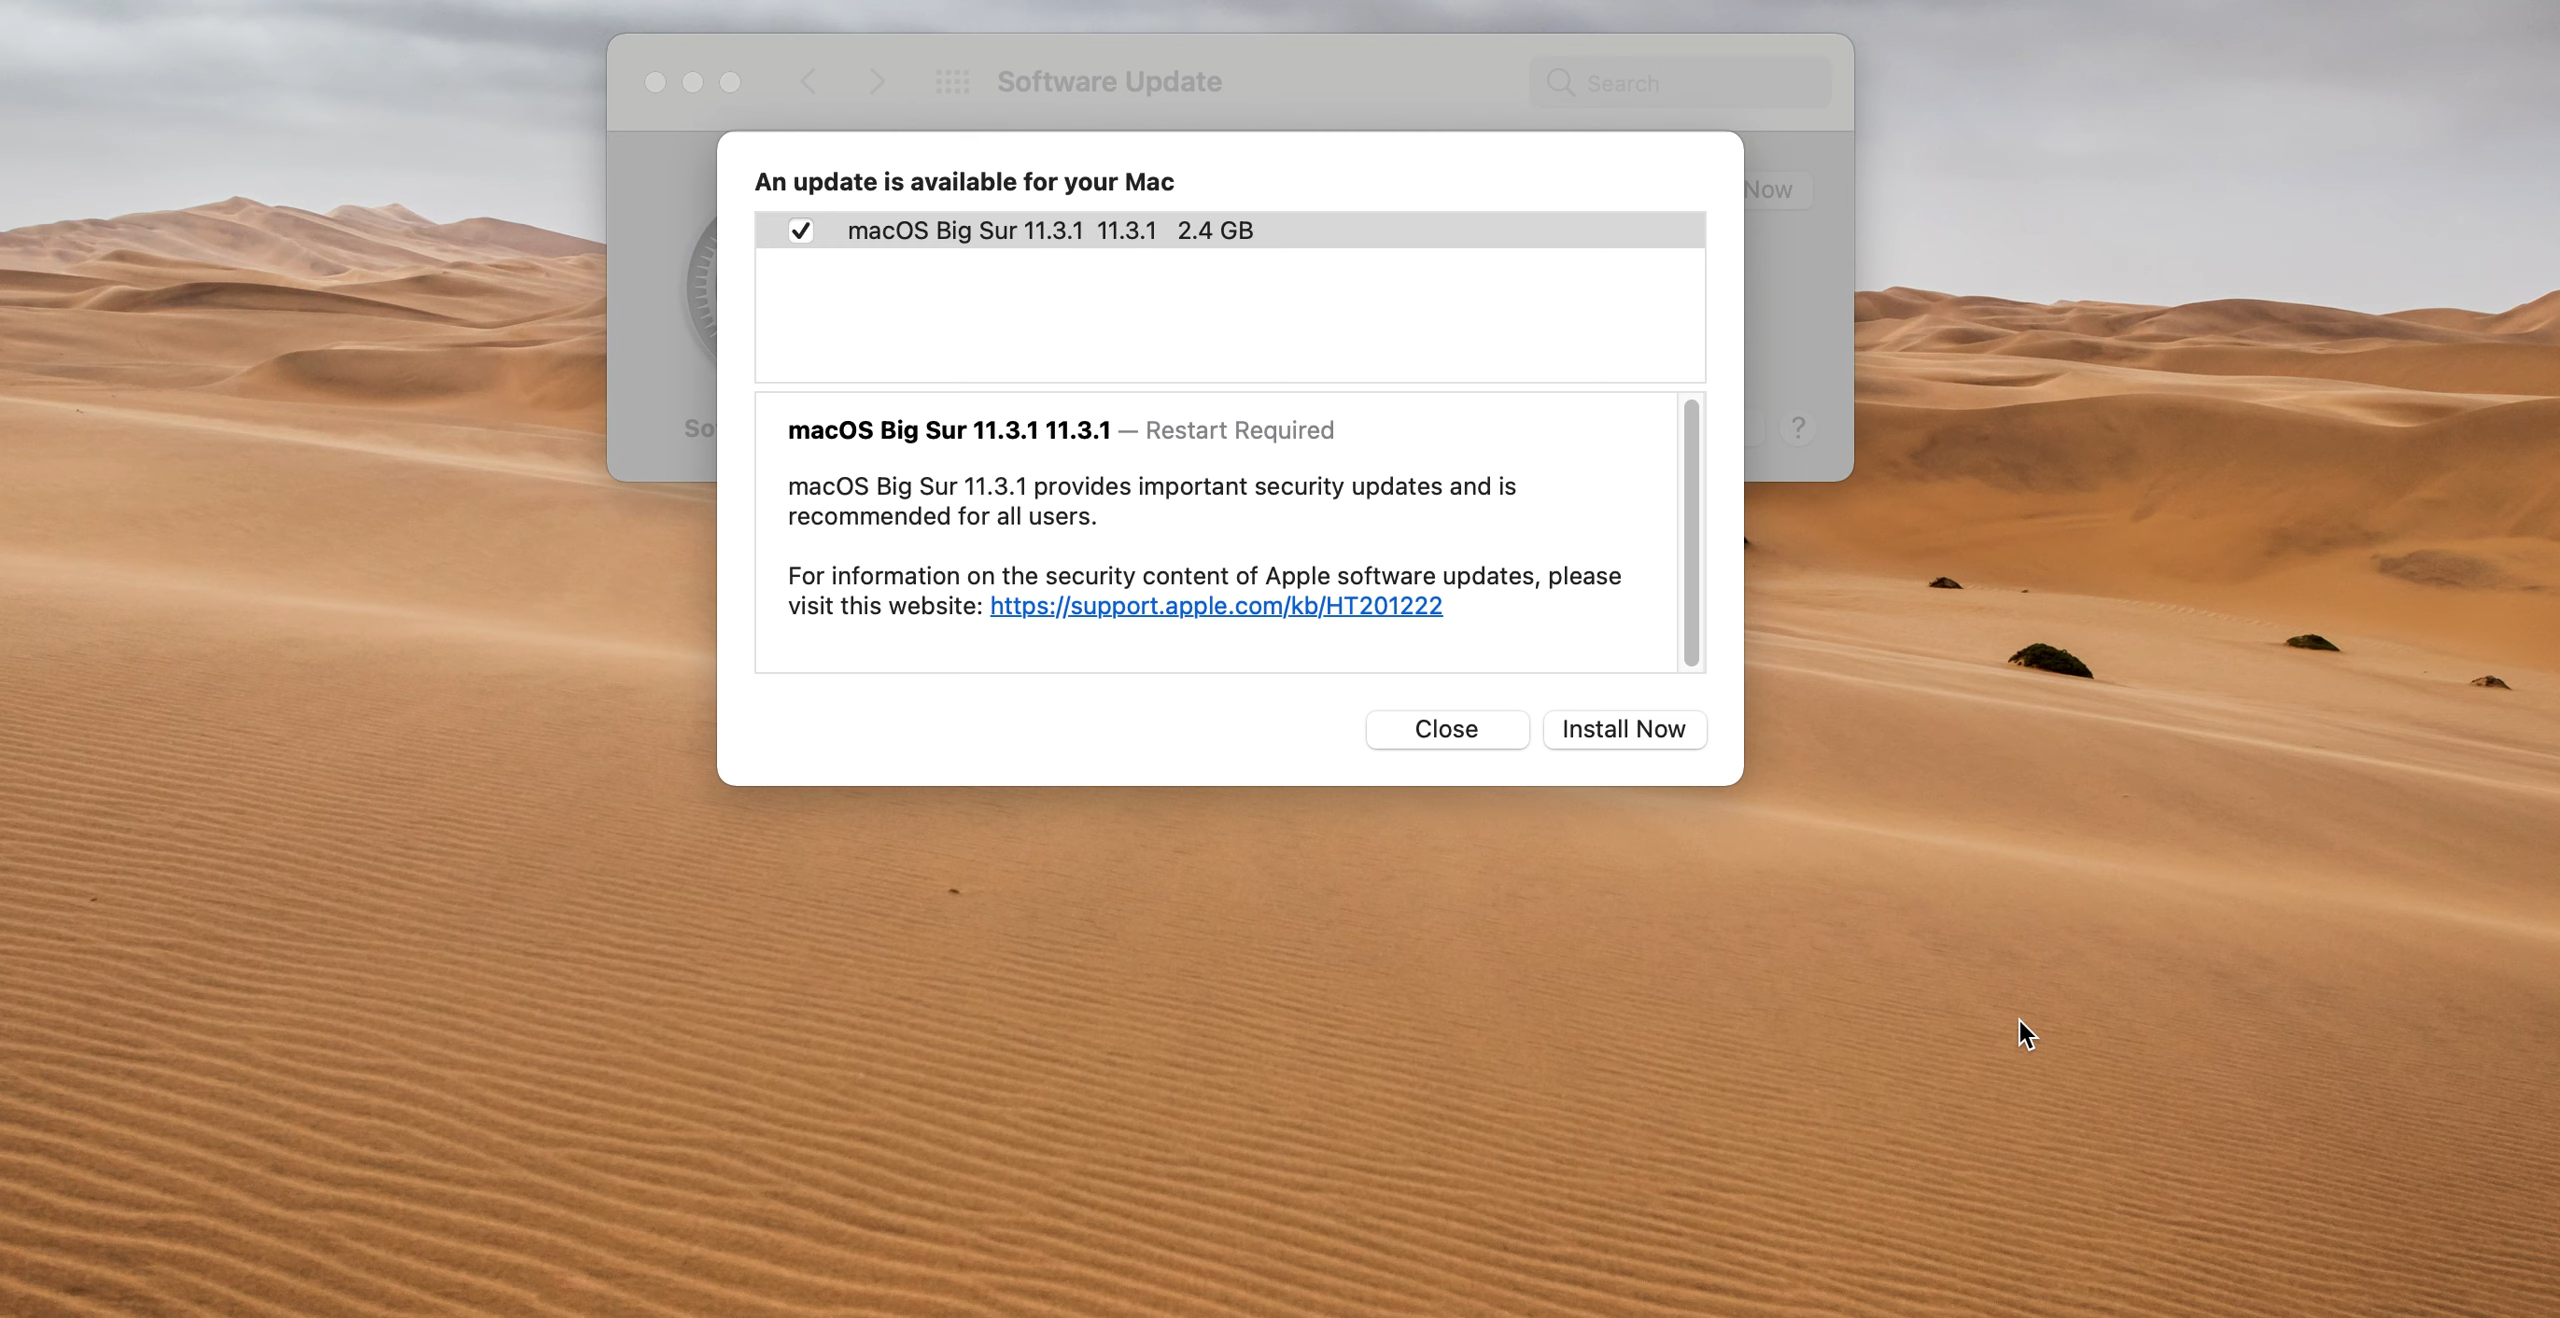 Software Update
Search
Now
An update is available for your Mac
macOS Big Sur 11.3.1 11.3.1 2.4 GB
macOS Big Sur 11.3.1 11.3.1 — Restart Required
macOS Big Sur 11.3.1 provides important security updates and is
recommended for all users.
For information on the security content of Apple software updates, please
visit this website: https://support.apple.com/kb/HT201222
So
?
Close
Install Now